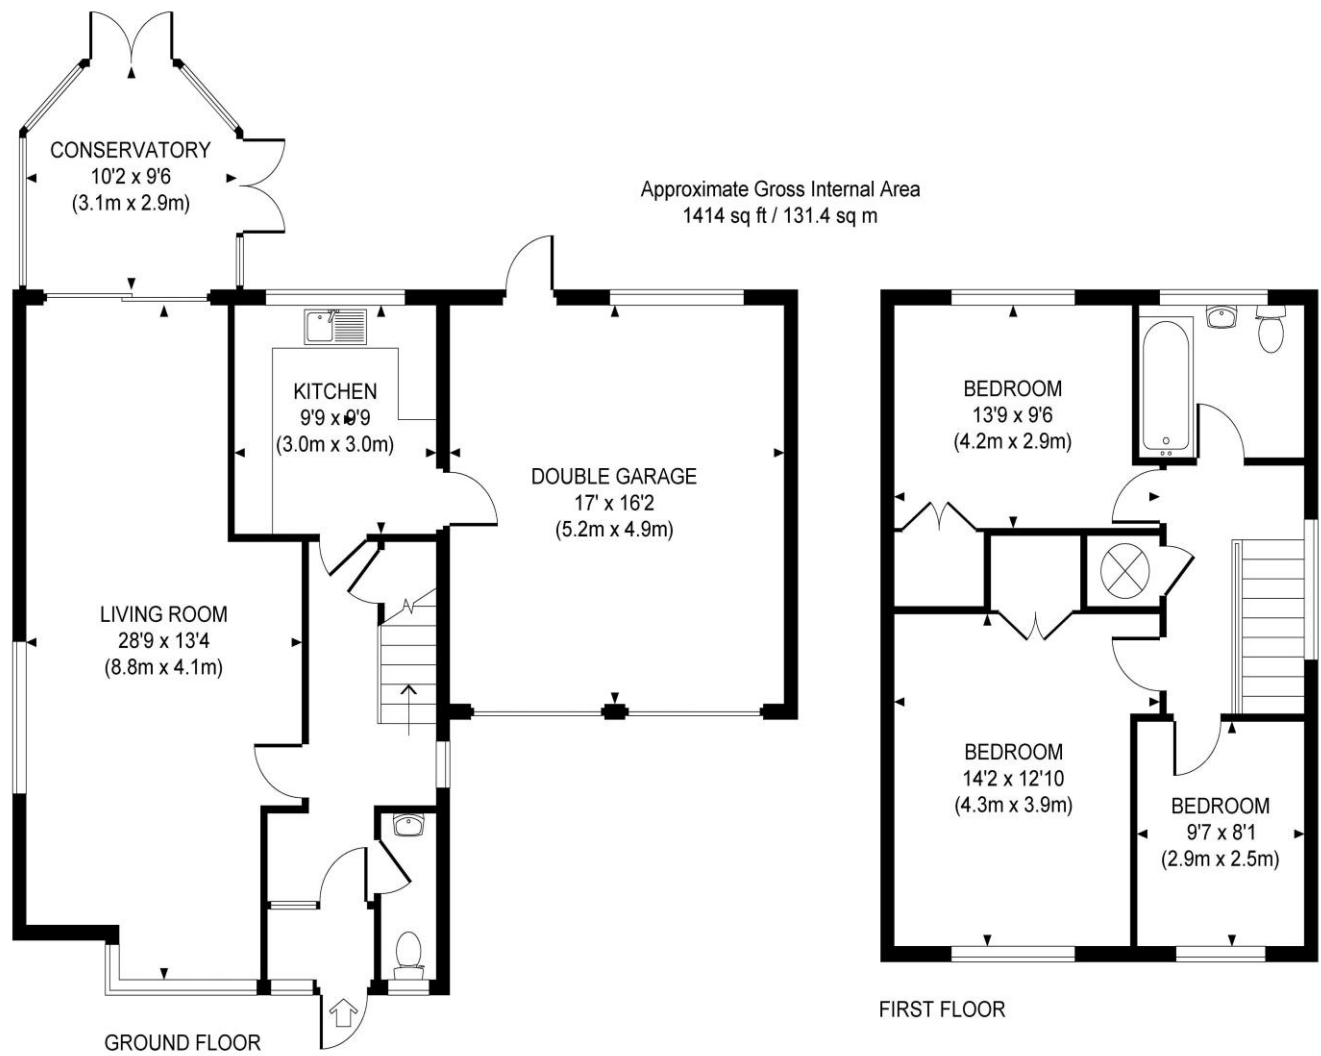 CONSERVATORY
10'2 x 9'6
(3.1m x 2.9m)
Approximate Gross Internal Area
1414 sq ft / 131.4 sq m
KITCHEN
9'9 x 9'9
(3.0m x 3.0m)
DOUBLE GARAGE
17' x 16'2
(5.2m x 4.9m)
LIVING ROOM
28'9 x 13'4
(8.8m x 4.1m)
GROUND FLOOR
BEDROOM
13'9 x 9'6
(4.2m x 2.9m)
BEDROOM
14'2 x 12'10
(4.3m x 3.9m)
BEDROOM
9'7 x 8'1
(2.9m x 2.5m)
FIRST FLOOR